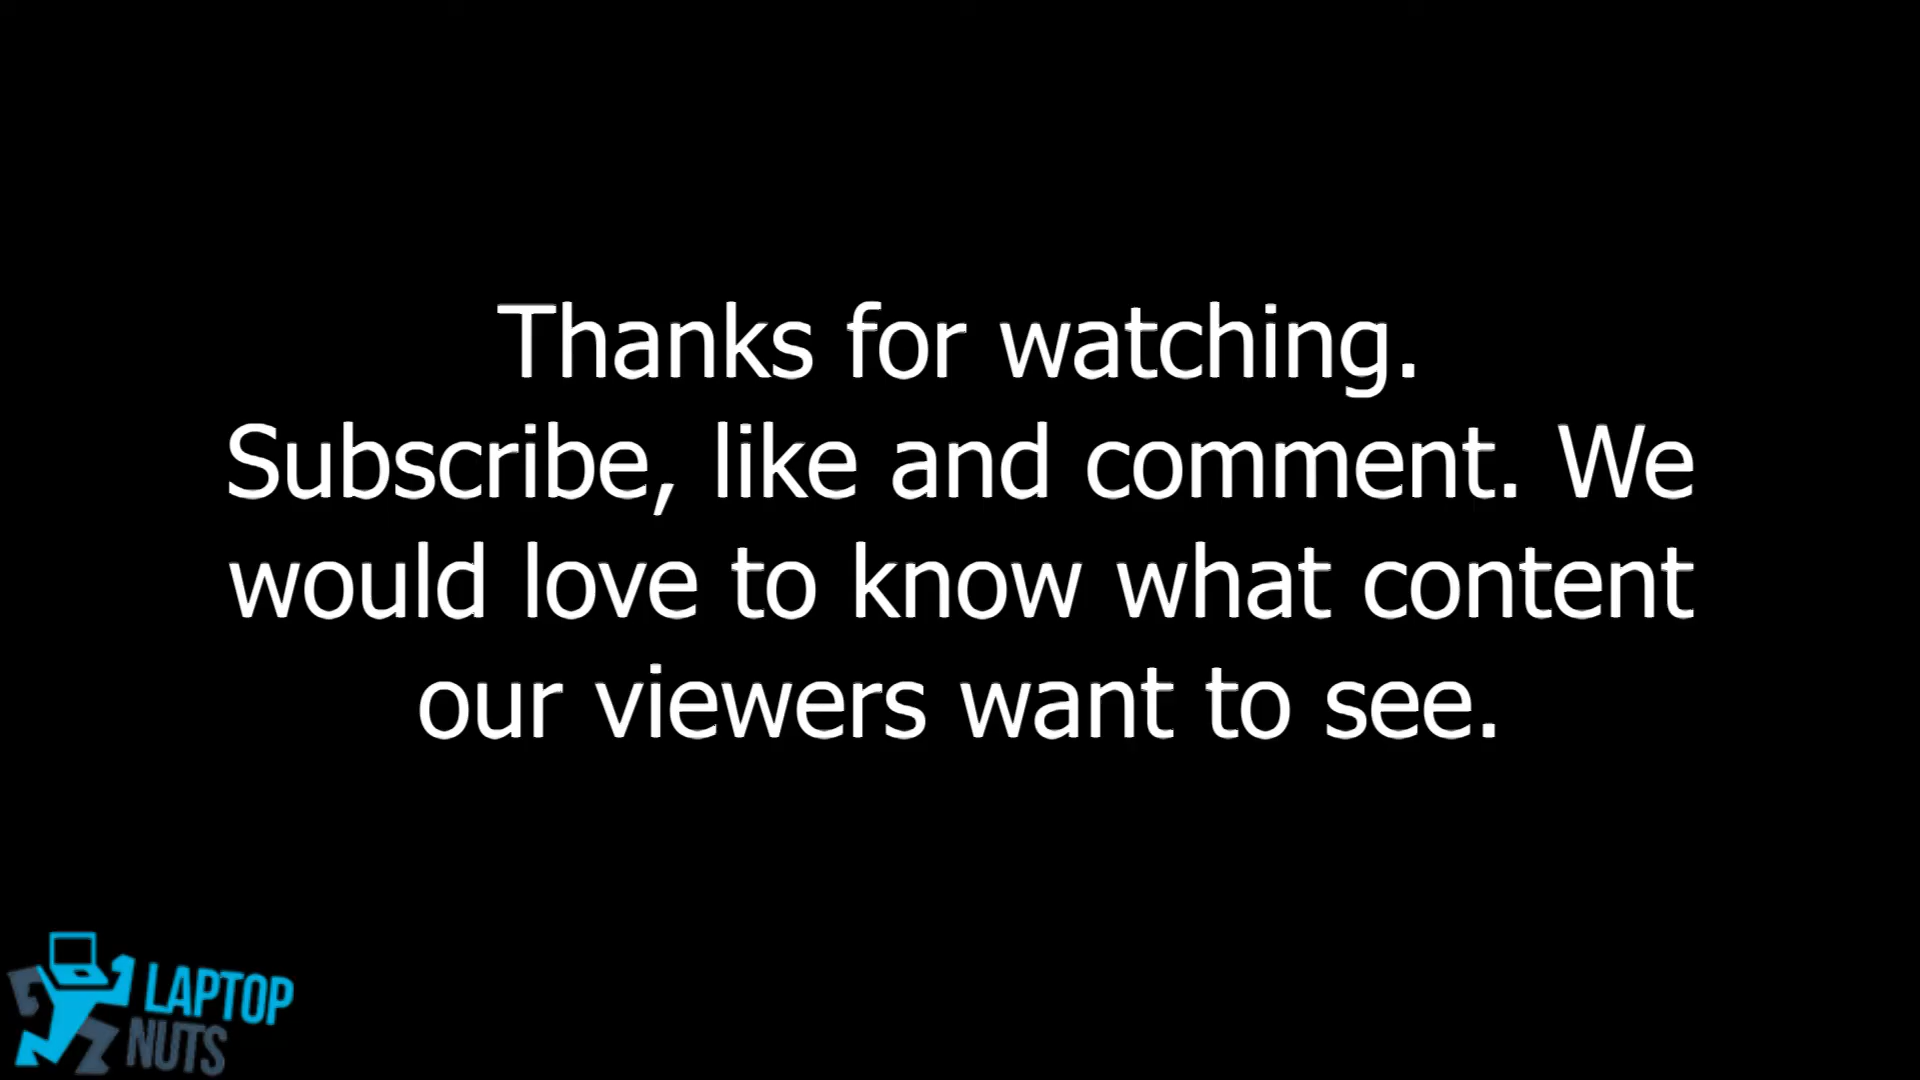 Thanks for watching.
Subscribe, like and comment. We
would love to know what content
our viewers want to see.
LAPTOP
NUTS